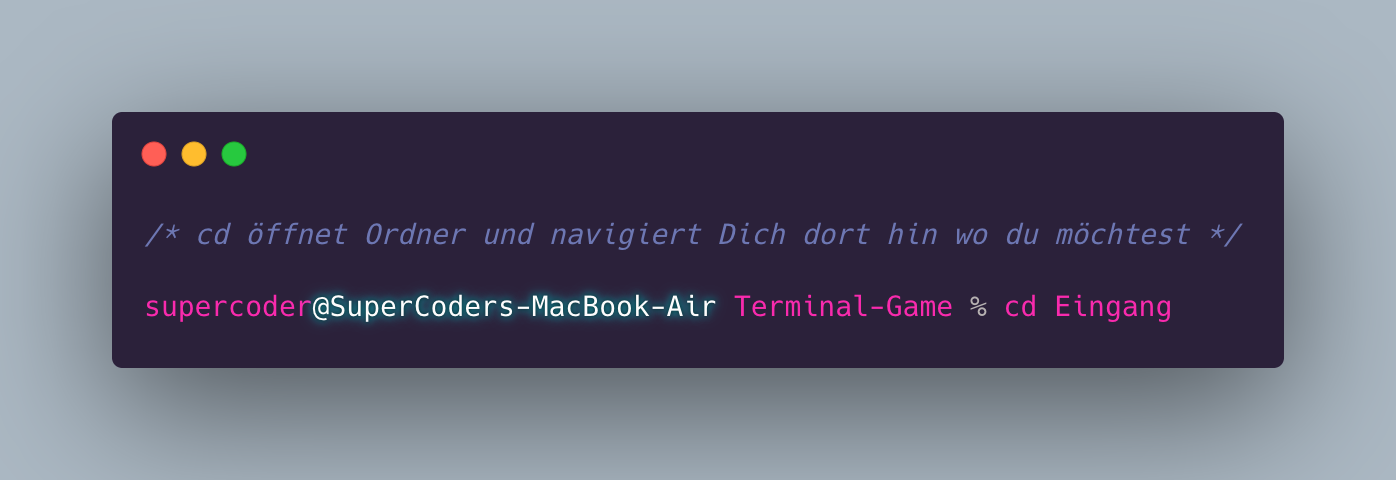 /* cd öffnet Ordner und navigiert Dich dort hin wo du möchtest */
supercoder@SuperCoders-MacBook-Air Terminal-Game % cd Eingang